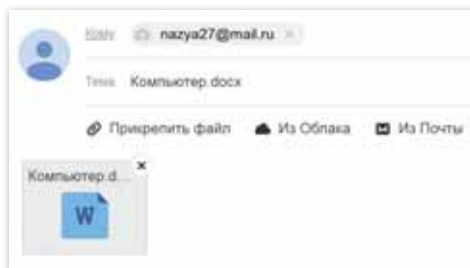 Кому nazya27@mail.ru ×
Тема Компьютер.docx
Прикрепить файл Из Облака Из Почты
Компьютер.d...
W